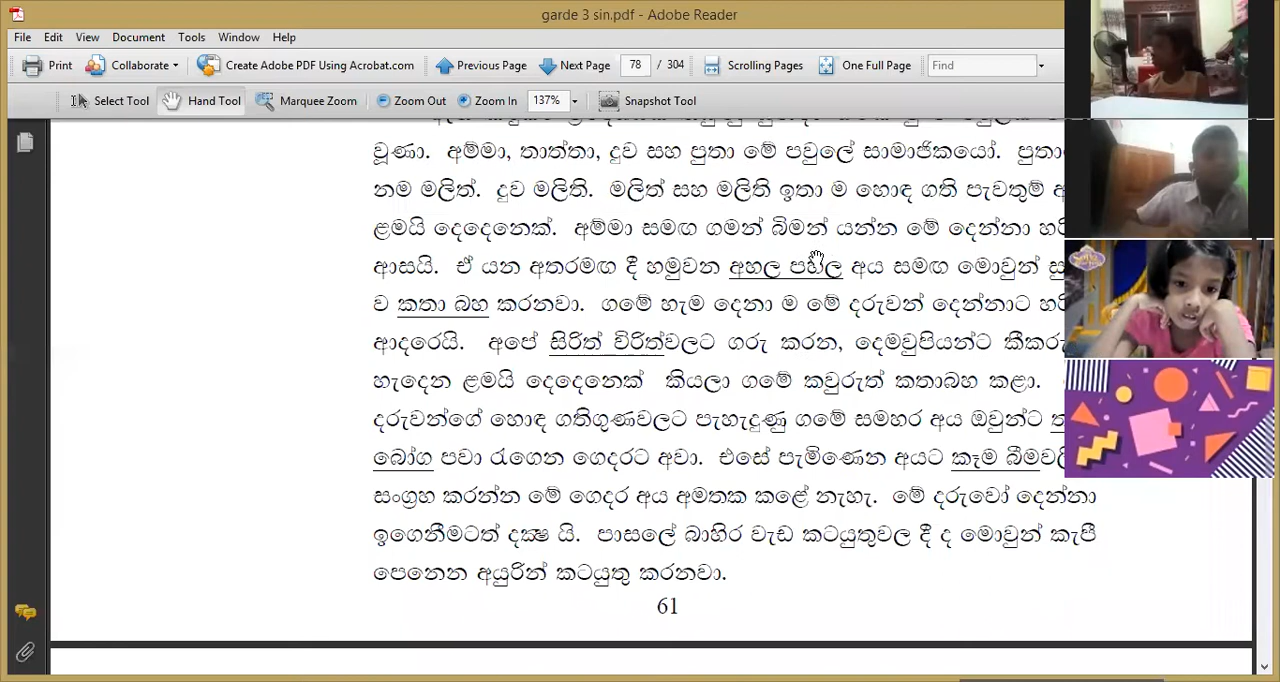 garde 3 sin.pdf - Adobe Reader
File Edit View Document Tools Window Help
Print Collaborate Create Adobe PDF Using Acrobat.com Previous Page Next Page 78 / 304 Scrolling Pages One Full Page Find
Select Tool Hand Tool Marquee Zoom Zoom Out Zoom In 137% Snapshot Tool
වූණා. අම්මා, තාත්තා, දුව සහ පුතා මේ පවුලේ සාමාජිකයෝ.
නම මලිත්. දුව මලිති. මලිත් සහ මලිති ඉතා ම හොඳ ගති පැවතුම්
ළමයි දෙදෙනෙක්. අම්මා සමඟ ගමන් බිමන් යන්න මේ දෙන්නා
ආසයි. ඒ යන අතරමඟ දී හමුවන අහල පහල අය සමඟ මොවුන්
ව කතා බහ කරනවා. ගමේ හැම දෙනා ම මේ දරුවන් දෙන්නාට
ආදරෙයි. අපේ සිරිත් විරිත්වලට ගරු කරන, දෙමවුපියන්ට
හැදෙන ළමයි දෙදෙනෙක් කියලා ගමේ කවුරුත් කතාබහ කළා.
දරුවන්ගේ හොඳ ගතිගුණවලට පැහැදුණු ගමේ සමහර අය ඔවුන්ට
බෝග පවා රැගෙන ගෙදරට අවා. එසේ පැමිණෙන අයට කෑම
සංග්‍රහ කරන්න මේ ගෙදර අය අමතක කළේ නැහැ. මේ දරුවෝ දෙන්නා
ඉගෙනීමටත් දක්‍ෂ යි. පාසලේ බාහිර වැඩ කටයුතුවල දී ද මොවුන් කැපී
පෙනෙන අයුරින් කටයුතු කරනවා.
61